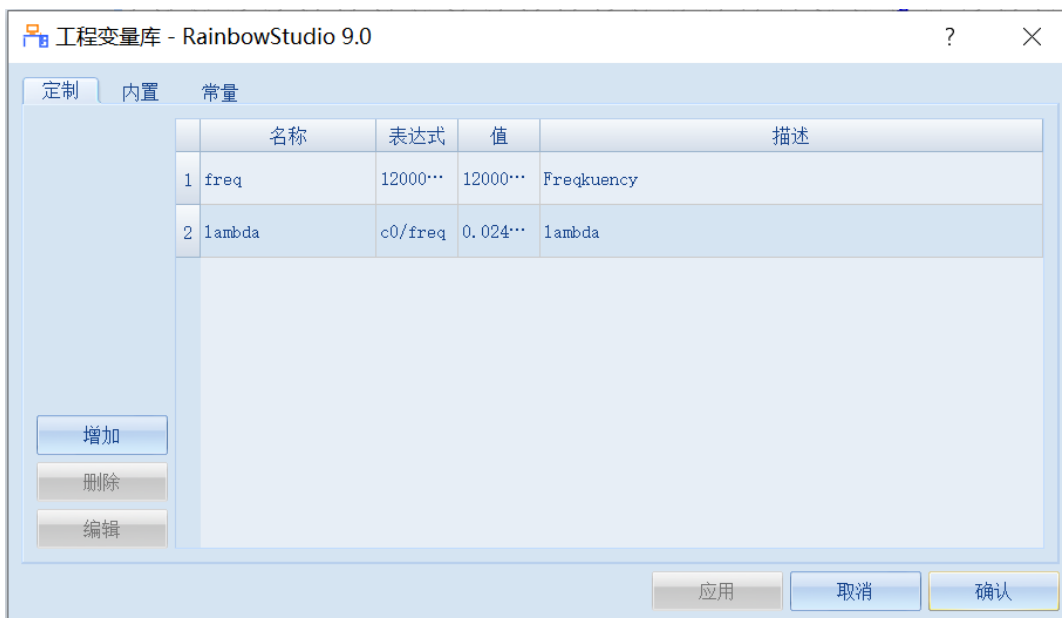 工程变量库 - RainbowStudio 9.0 ?
定制 内置 常量
名称 表达式 值 描述
1 freq 12000… 12000… Freqkuency
2 lambda c0/freq 0.024… lambda
增加
删除
编辑
应用 取消 确认